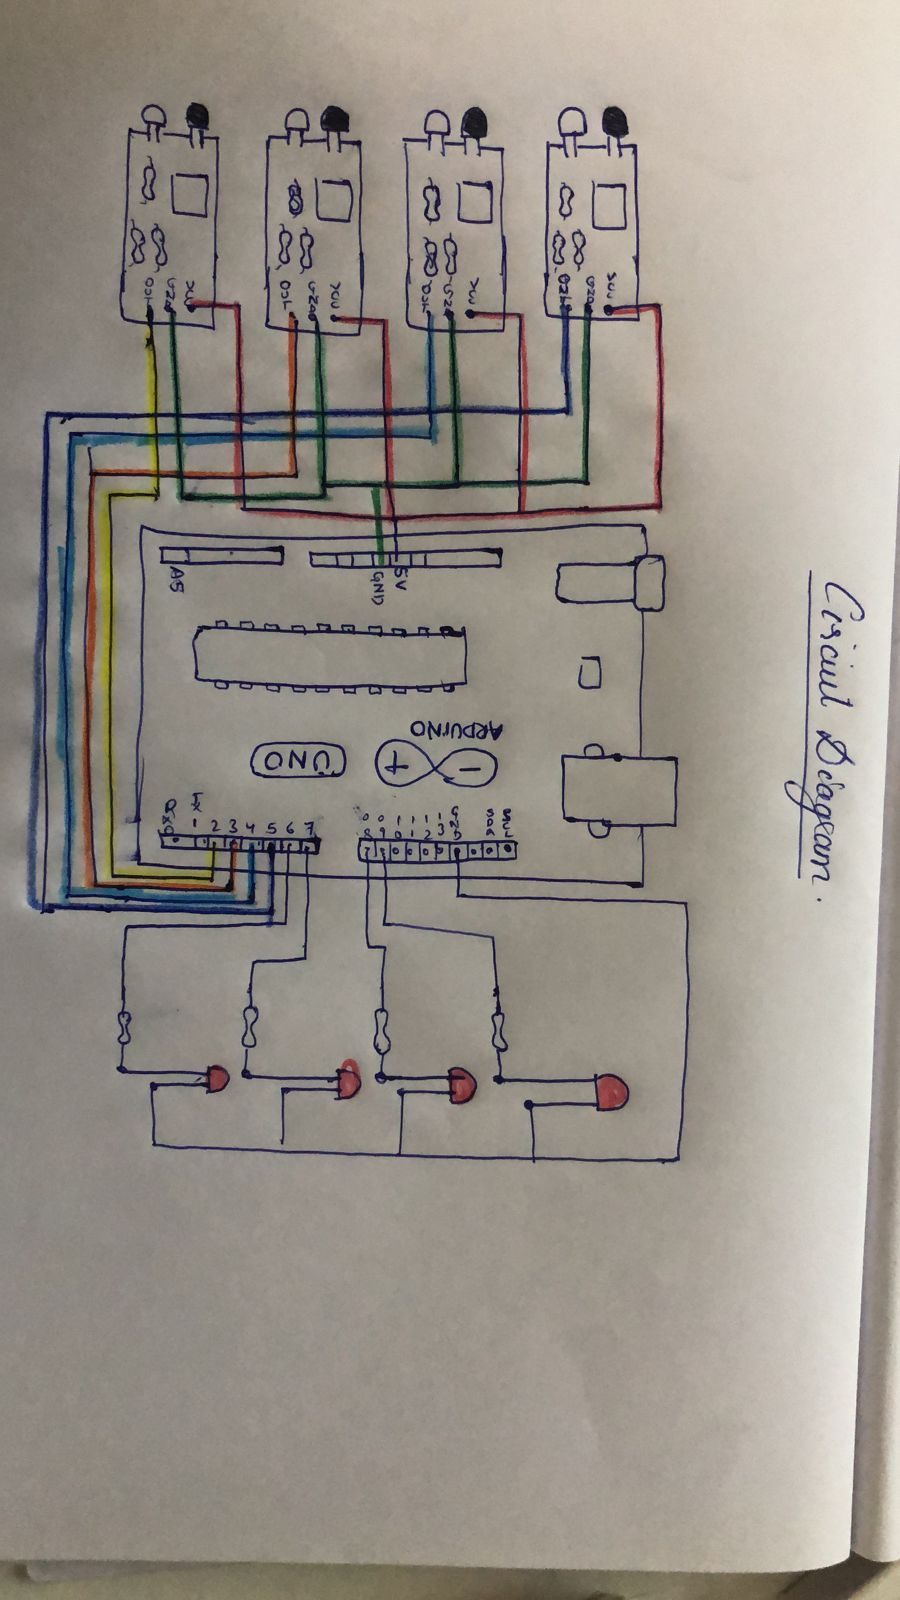 Circuit Diagram.
OUT GND VCC
OUT GND VCC
OUT GND VCC
OUT GND VCC
A5
GND 5V
ARDUINO
UNO
TX 1 2 3 4 5 6 7
8 9 10 11 12 13 GND SDA SCL